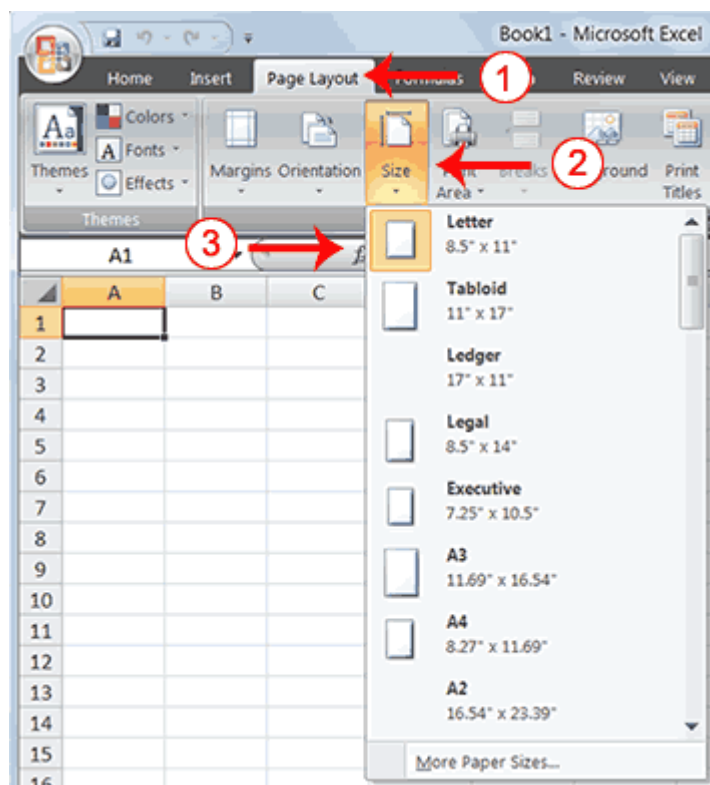 Book1 - Microsoft Excel
Home Insert Page Layout 1 Review View
Aa Colors
A Fonts
Effects
Themes Margins Orientation Size 2 Print
Area Titles
Themes
3
A1
A B C
1
2
3
4
5
6
7
8
9
10
11
12
13
14
15
16
Letter
8.5" x 11"
Tabloid
11" x 17"
Ledger
17" x 11"
Legal
8.5" x 14"
Executive
7.25" x 10.5"
A3
11.69" x 16.54"
A4
8.27" x 11.69"
A2
16.54" x 23.39"
More Paper Sizes...